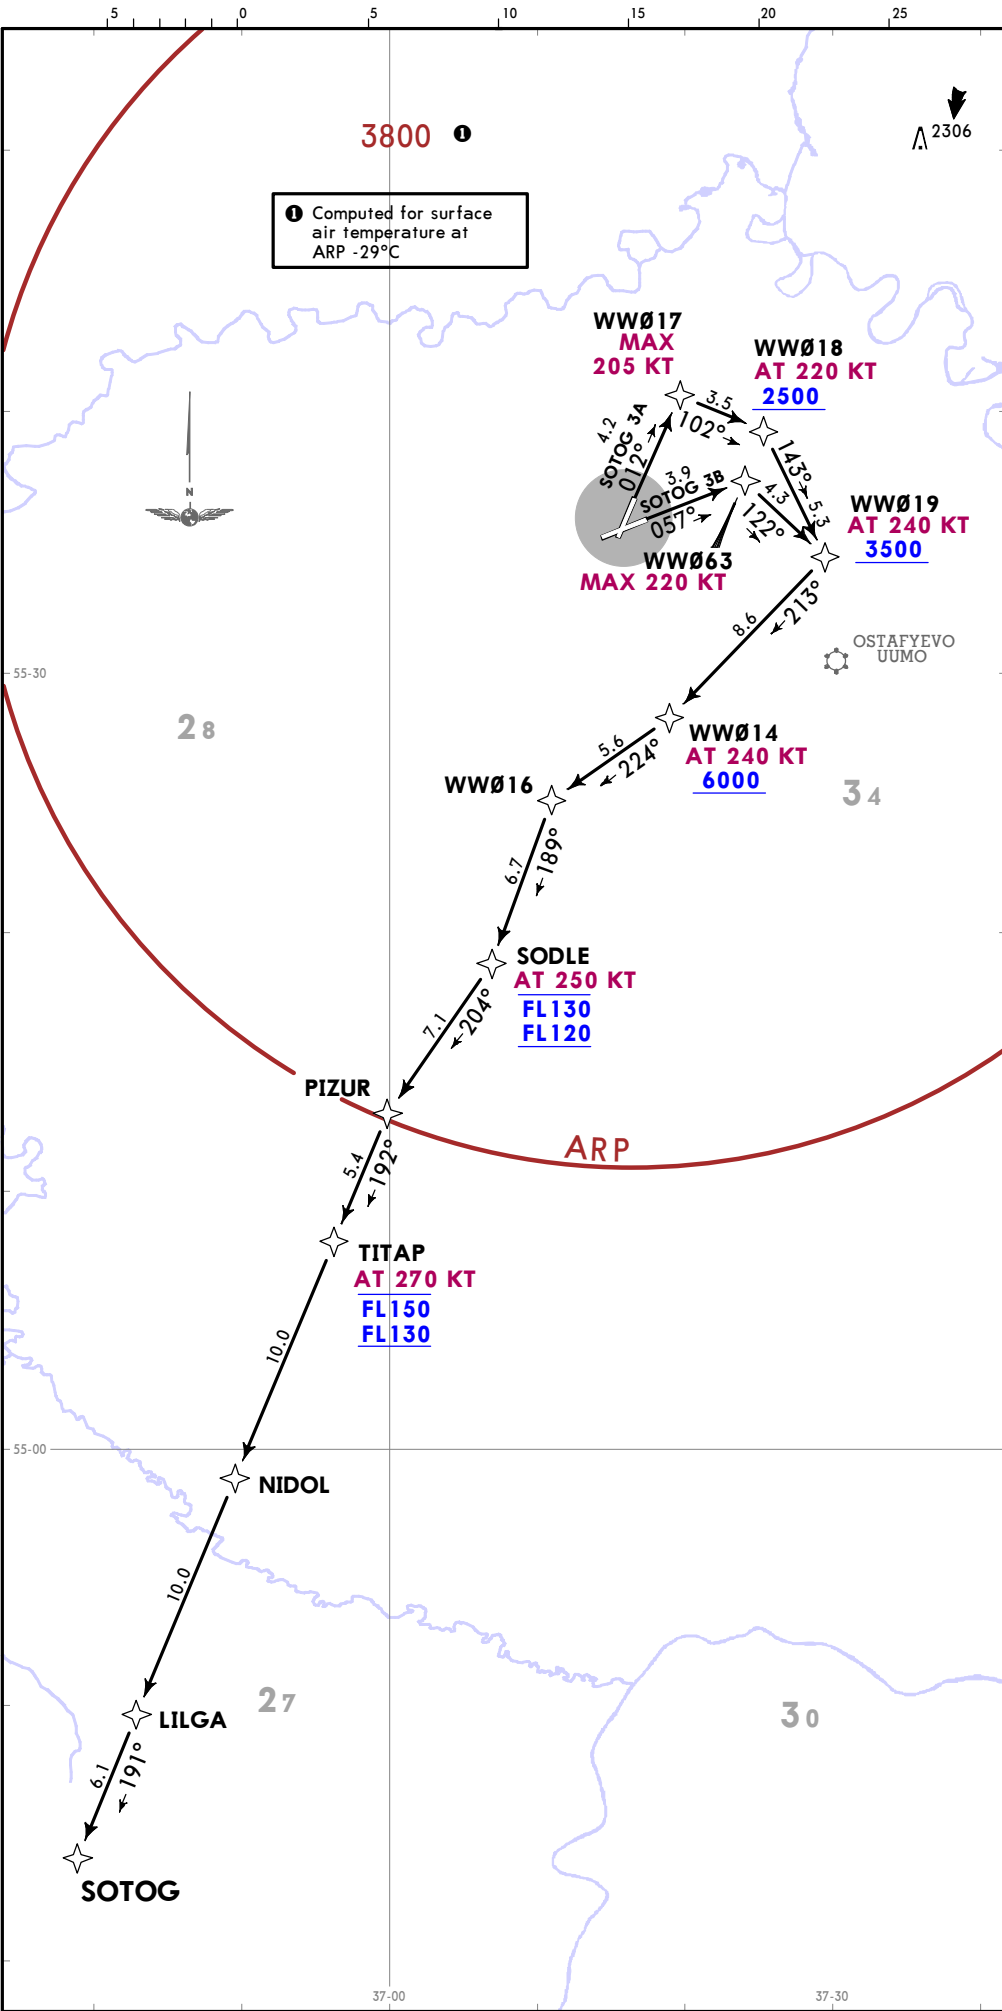 5 0 5 10 15 20 25
3800 ❶
2306
❶ Computed for surface
air temperature at
ARP -29°C
WWØ17
MAX
205 KT
WWØ18
AT 220 KT
2500
3.5
102°
4.2
SOTOG 3A
012°
143°
5.3
3.9
SOTOG 3B
057°
4.3
122°
WWØ63
MAX 220 KT
WWØ19
AT 240 KT
3500
N
8.6
213°
OSTAFYEVO
UUMO
55-30
28
WWØ14
AT 240 KT
6000
5.6
224°
WWØ16
34
6.7
189°
SODLE
AT 250 KT
FL130
FL120
7.1
204°
PIZUR
ARP
5.4
192°
TITAP
AT 270 KT
FL150
FL130
10.0
55-00
NIDOL
10.0
27
30
LILGA
6.1
191°
SOTOG
37-00
37-30